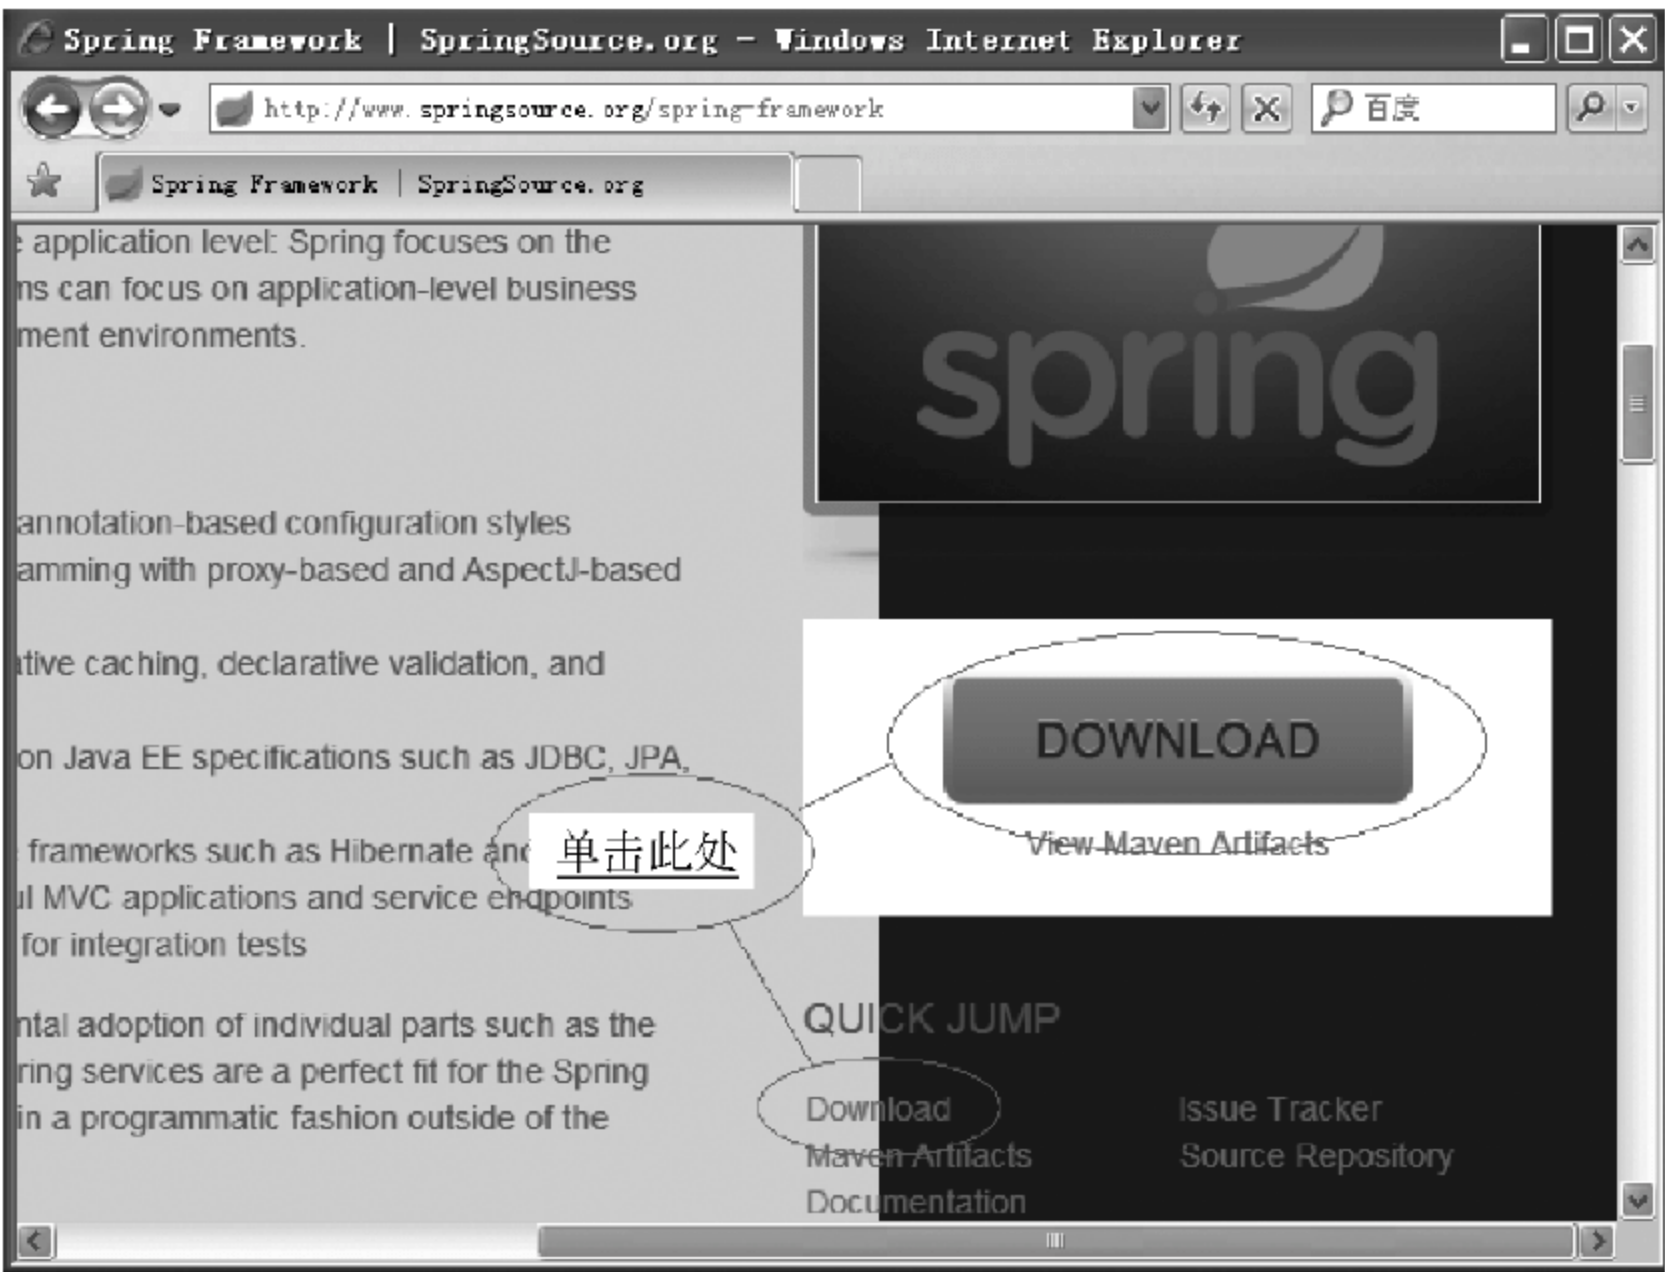 Spring Framework | SpringSource.org - Windows Internet Explorer
http://www.springsource.org/spring-framework
百度
Spring Framework | SpringSource.org
e application level: Spring focuses on the
ms can focus on application-level business
ment environments.
spring
annotation-based configuration styles
amming with proxy-based and AspectJ-based
ative caching, declarative validation, and
on Java EE specifications such as JDBC, JPA,
DOWNLOAD
View Maven Artifacts
frameworks such as Hibernate and
单击此处
ul MVC applications and service endpoints
for integration tests
ntal adoption of individual parts such as the
ring services are a perfect fit for the Spring
in a programmatic fashion outside of the
QUICK JUMP
Download
Issue Tracker
Maven Artifacts
Source Repository
Documentation